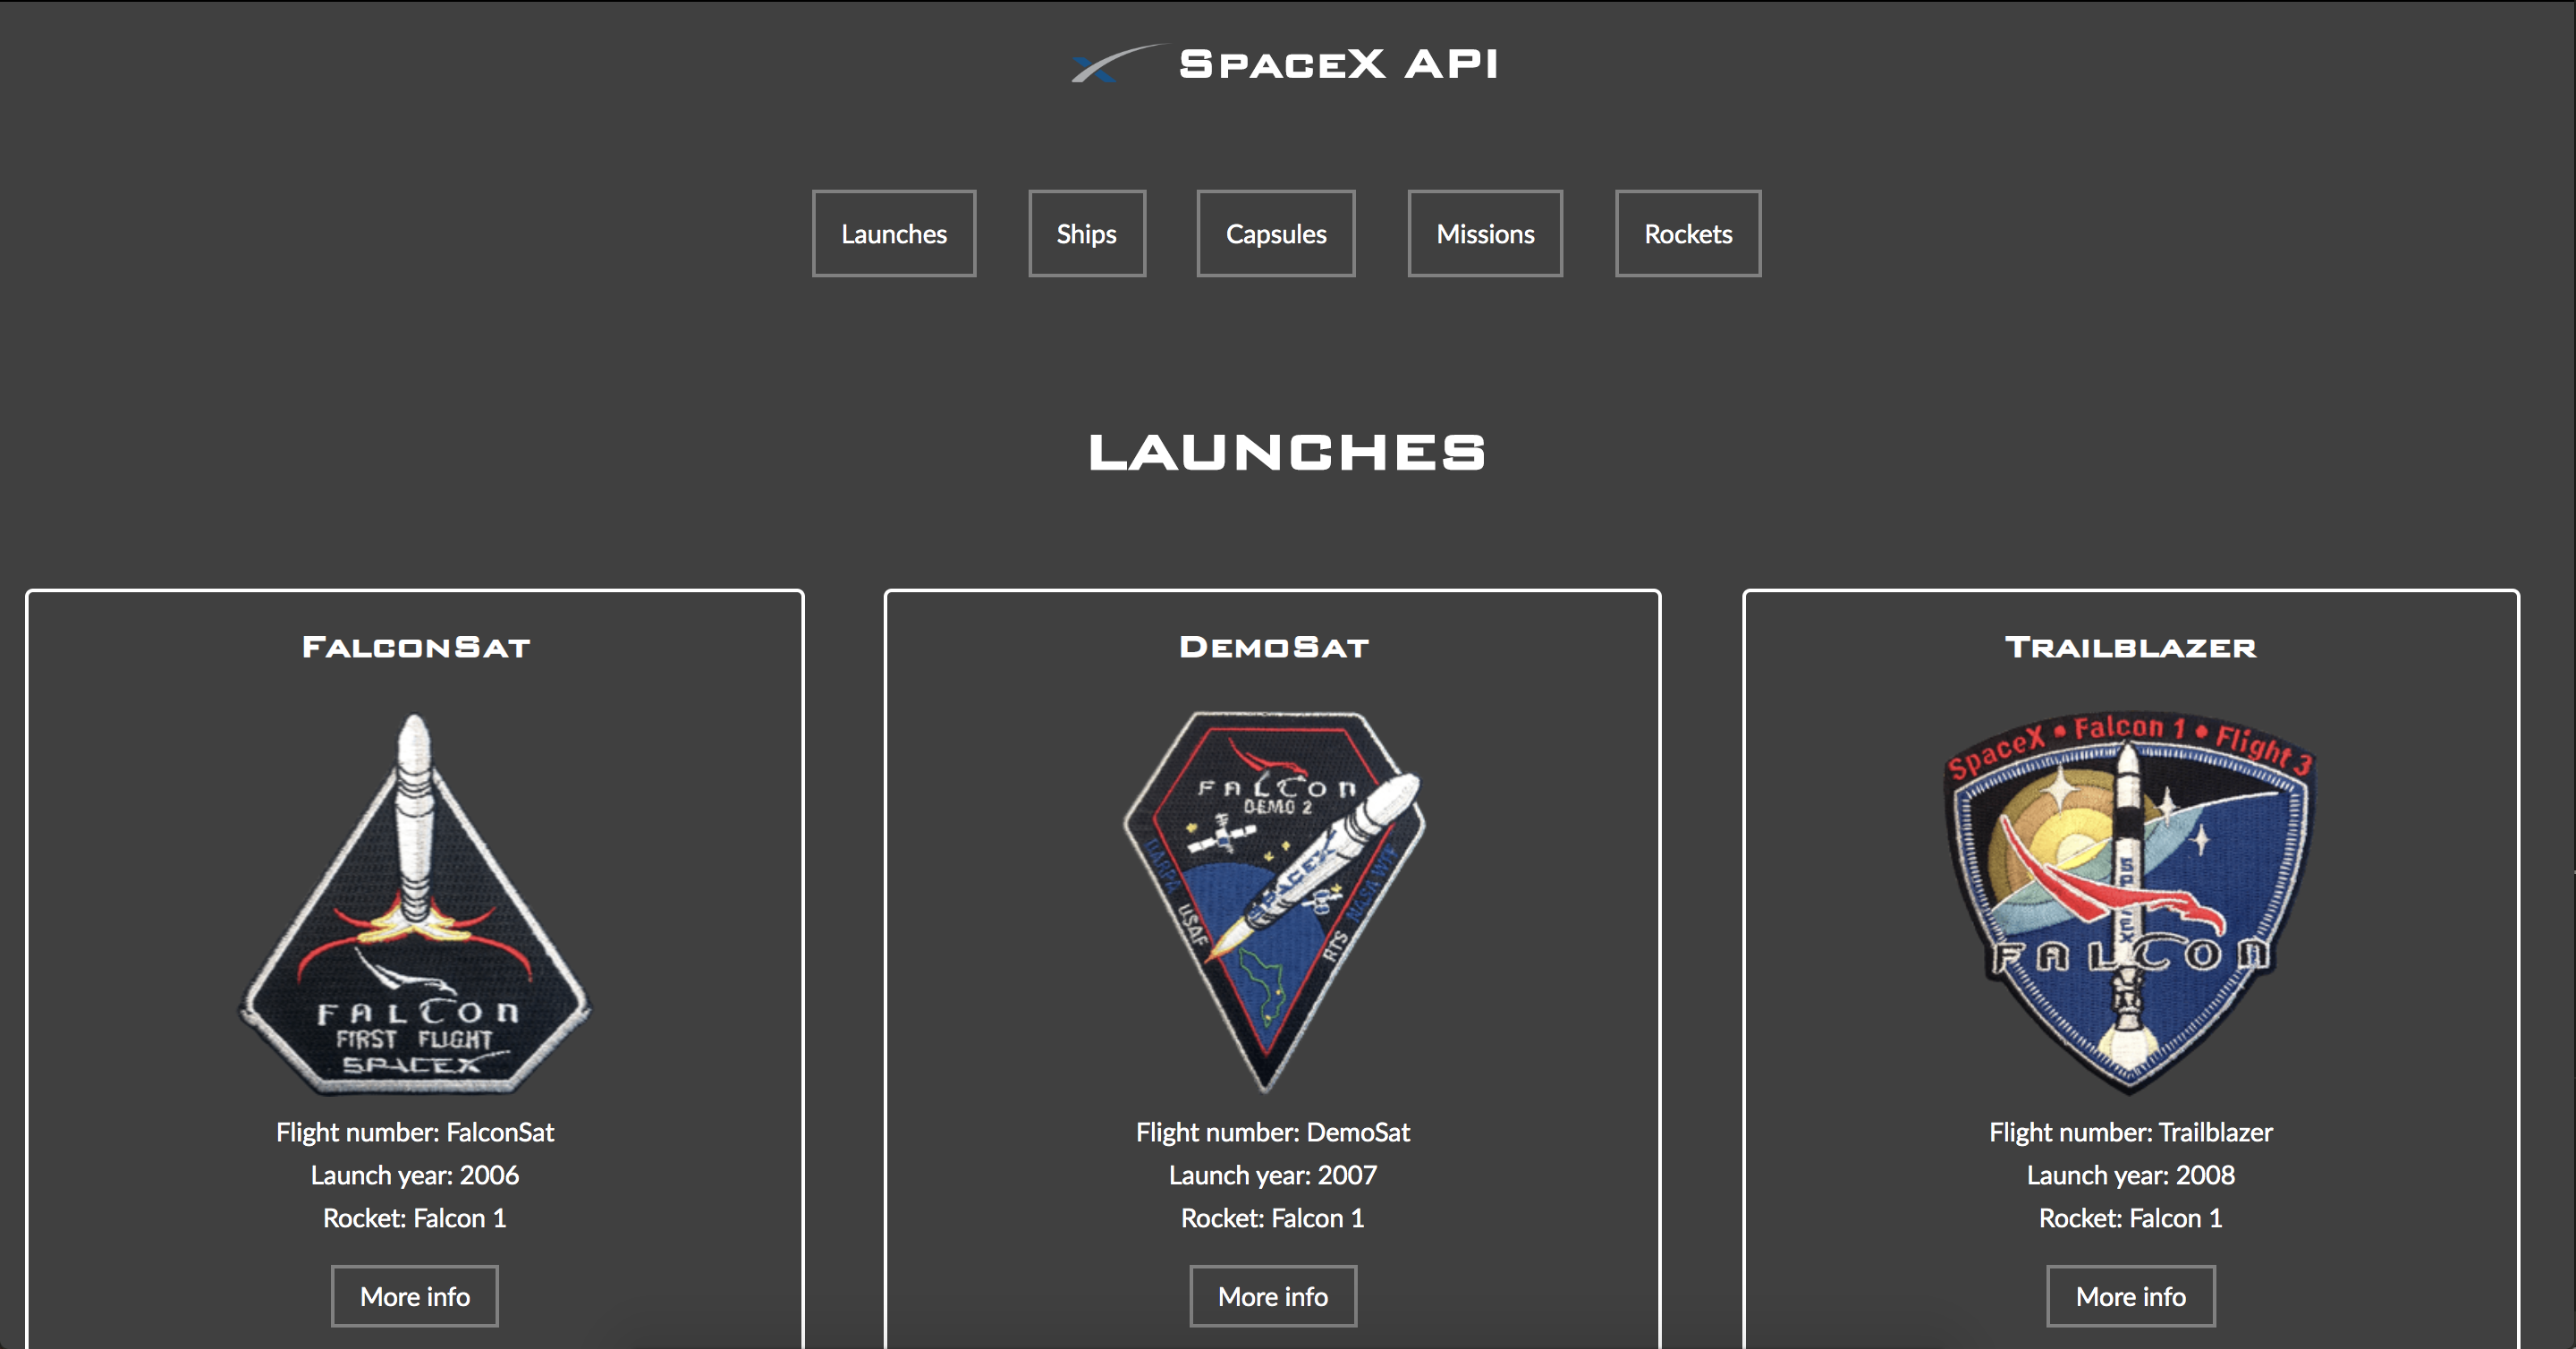 SpaceX API
Launches Ships Capsules Missions Rockets
LAUNCHES
FalconSat
FALCON
FIRST FLIGHT
SPACEX
Flight number: FalconSat
Launch year: 2006
Rocket: Falcon 1
More info
DemoSat
FALCON
DEMO 2
SPACEX
DARPA USAF
RTS NASA WFF
Flight number: DemoSat
Launch year: 2007
Rocket: Falcon 1
More info
Trailblazer
SpaceX • Falcon 1 • Flight 3
FALCON
Flight number: Trailblazer
Launch year: 2008
Rocket: Falcon 1
More info